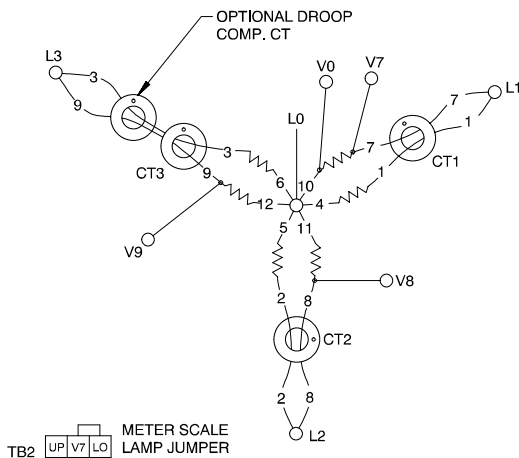 OPTIONAL DROOP
COMP. CT
L3
3
9
V0
V7
L0
L1
7
1
CT3
3
9
6
12
10
7
4
1
CT1
5
11
V9
V8
2
8
CT2
2
8
L2
TB2 UP V7 LO METER SCALE
LAMP JUMPER